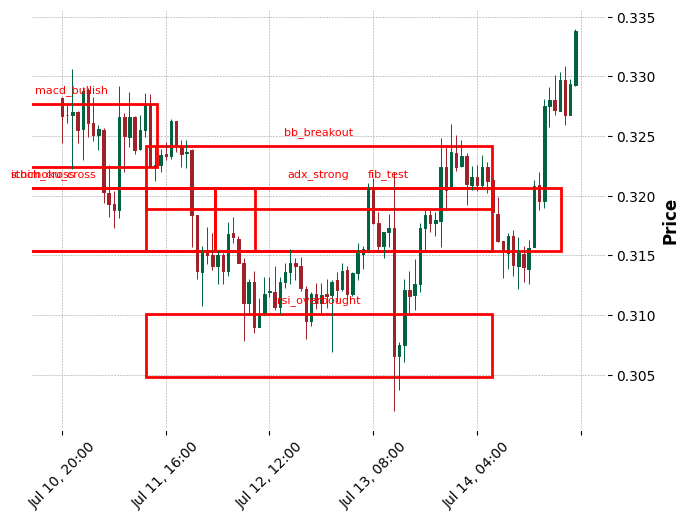 0.335
macd_bullish
0.330
bb_breakout
0.325
adx_strong
fib_test
0.320
Price
0.315
rsi_overbought
0.310
0.305
Jul 10, 20:00
Jul 11, 16:00
Jul 12, 12:00
Jul 13, 08:00
Jul 14, 04:00